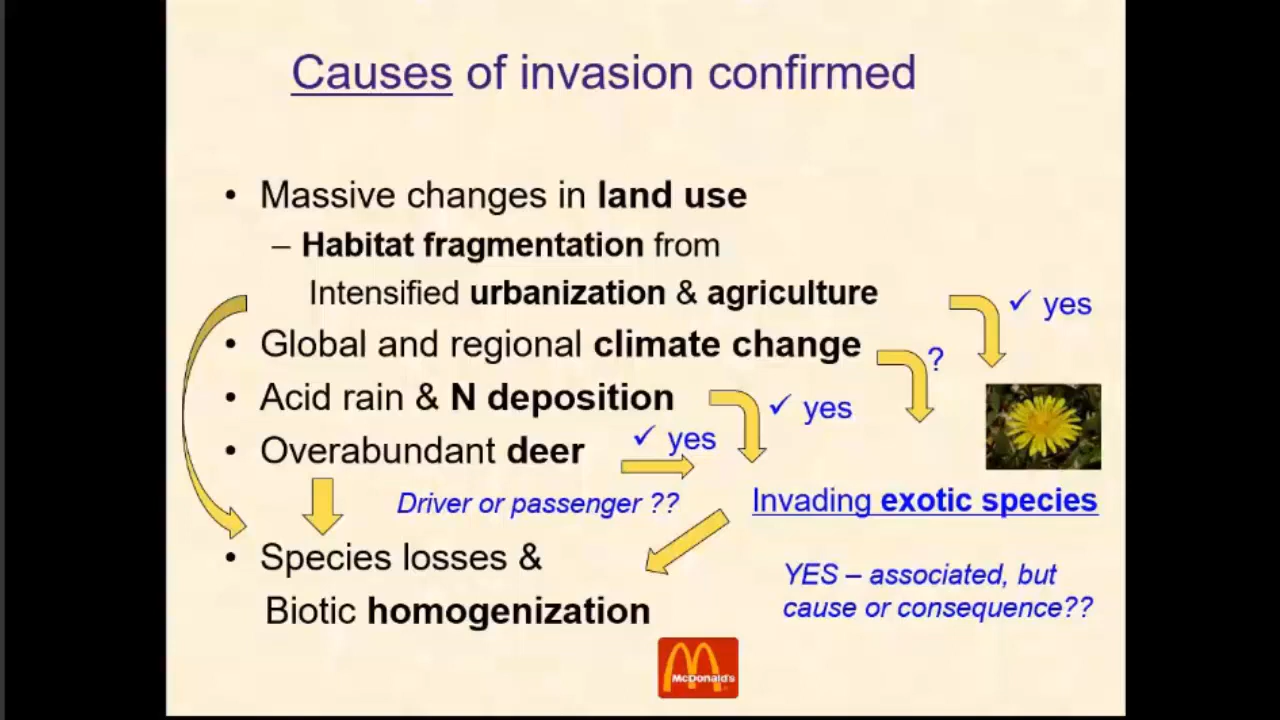 Causes of invasion confirmed
• Massive changes in land use
– Habitat fragmentation from
Intensified urbanization & agriculture
✓ yes
• Global and regional climate change
?
• Acid rain & N deposition
✓ yes
• Overabundant deer
✓ yes
Driver or passenger ??
Invading exotic species
• Species losses &
Biotic homogenization
YES – associated, but
cause or consequence??
McDonald's